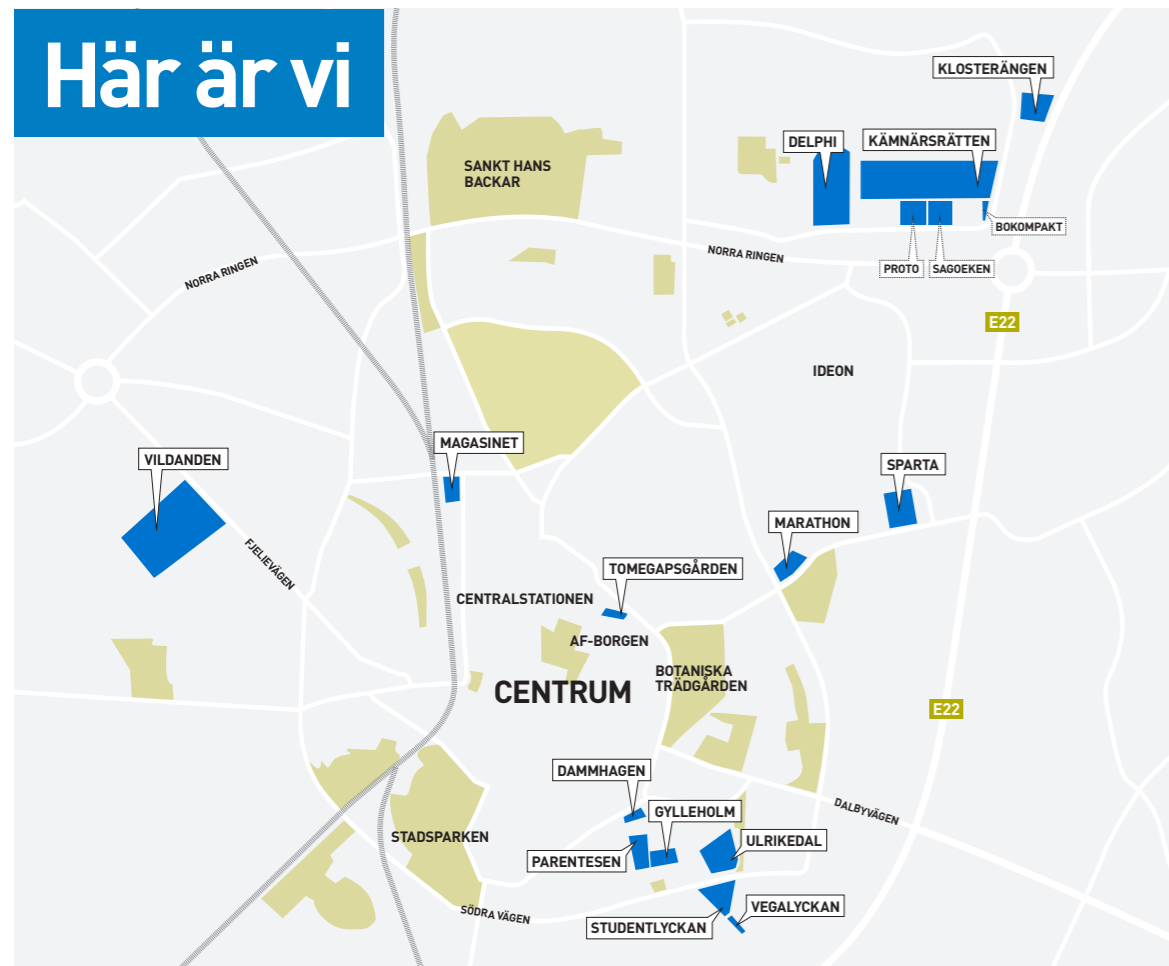 Här är vi
KLOSTERÄNGEN
DELPHI
KÄMNÄRSRÄTTEN
SANKT HANS
BACKAR
BOKOMPAKT
NORRA RINGEN
NORRA RINGEN
PROTO
SAGOEKEN
E22
IDEON
MAGASINET
VILDANDEN
SPARTA
MARATHON
FJELIEVÄGEN
TOMEGAPSGÅRDEN
CENTRALSTATIONEN
AF-BORGEN
BOTANISKA
TRÄDGÅRDEN
CENTRUM
E22
DAMMHAGEN
GYLLEHOLM
DALBYVÄGEN
STADSPARKEN
ULRIKEDAL
PARENTESEN
VEGALYCKAN
SÖDRA VÄGEN
STUDENTLYCKAN